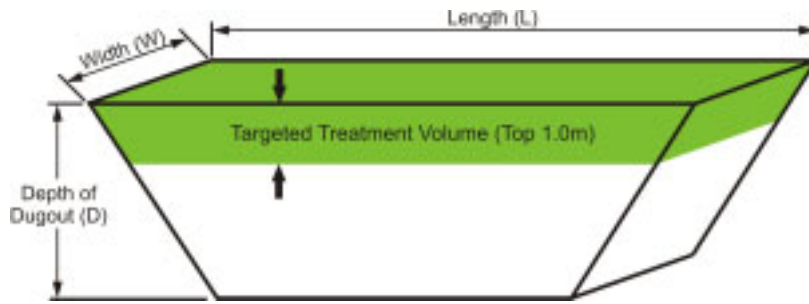 Length (L)
Width (W)
Targeted Treatment Volume (Top 1.0m)
Depth of
Dugout (D)